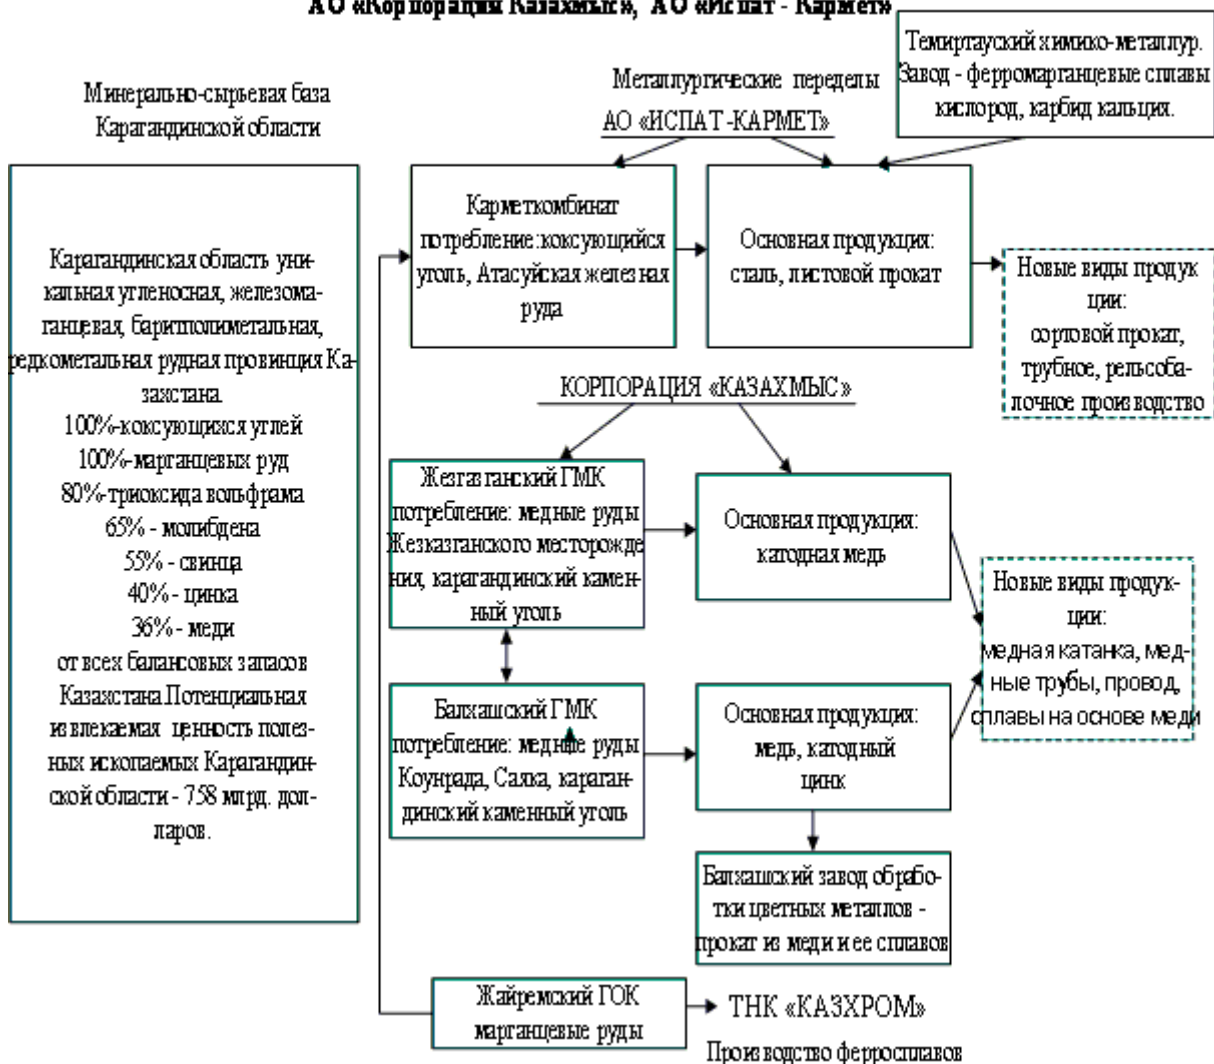 АО «Корпорация Казахмыс», АО «Испат - Кармет»
Минерально-сырьевая база
Карагандинской области
Карагандинская область уни-
кальная угленосная, железома-
ганцевая, баритполиметальная,
редкометальная рудная провинция Ка-
захстана.
100%-коксующихся углей
100%-марганцевых руд
80%-триоксида вольфрама
65% - молибдена
55% - свинца
40% - цинка
36% - меди
от всех балансовых запасов
Казахстана.Потенциальная
извлекаемая ценность полез-
ных ископаемых Карагандин-
ской области - 758 млрд. дол-
ларов.
Металлургические переделы
АО «ИСПАТ-КАРМЕТ»
Темиртауский химико-металлур.
Завод - ферромарганцевые сплавы
кислород, карбид кальция.
Карметкомбинат
потребление:коксующийся
уголь, Атасуйская железная
руда
Основная продукция:
сталь, листовой прокат
Новые виды продук
ции:
сортовой прокат,
трубное, рельсоба-
лочное производство
КОРПОРАЦИЯ «КАЗАХМЫС»
Жезгазганский ГМК
потребление: медные руды
Жезказганского месторожде
ния, карагандинский камен-
ный уголь
Основная продукция:
катодная медь
Новые виды продук-
ции:
медная катанка, мед-
ные трубы, провод,
сплавы на основе меди
Балхашский ГМК
потребление: медные руды
Коунрада, Саяка, караган-
динский каменный уголь
Основная продукция:
медь, катодный
цинк
Балхашский завод обрабо-
тки цветных металлов -
прокат из меди и ее сплавов
Жайремский ГОК
марганцевые руды
ТНК «КАЗХРОМ»
Производство ферросплавов